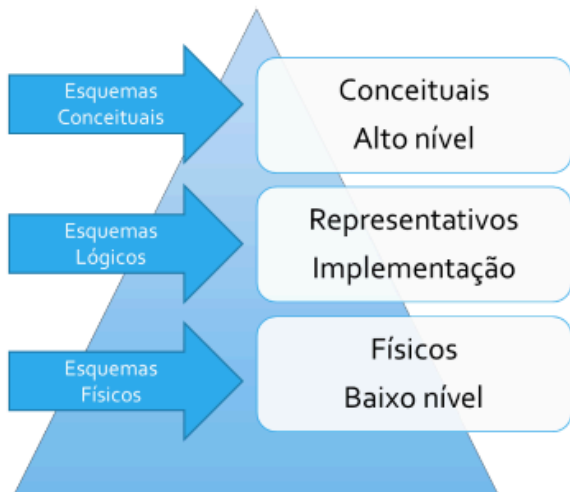 Esquemas
Conceituais
Conceituais
Alto nível
Esquemas
Lógicos
Representativos
Implementação
Esquemas
Físicos
Físicos
Baixo nível